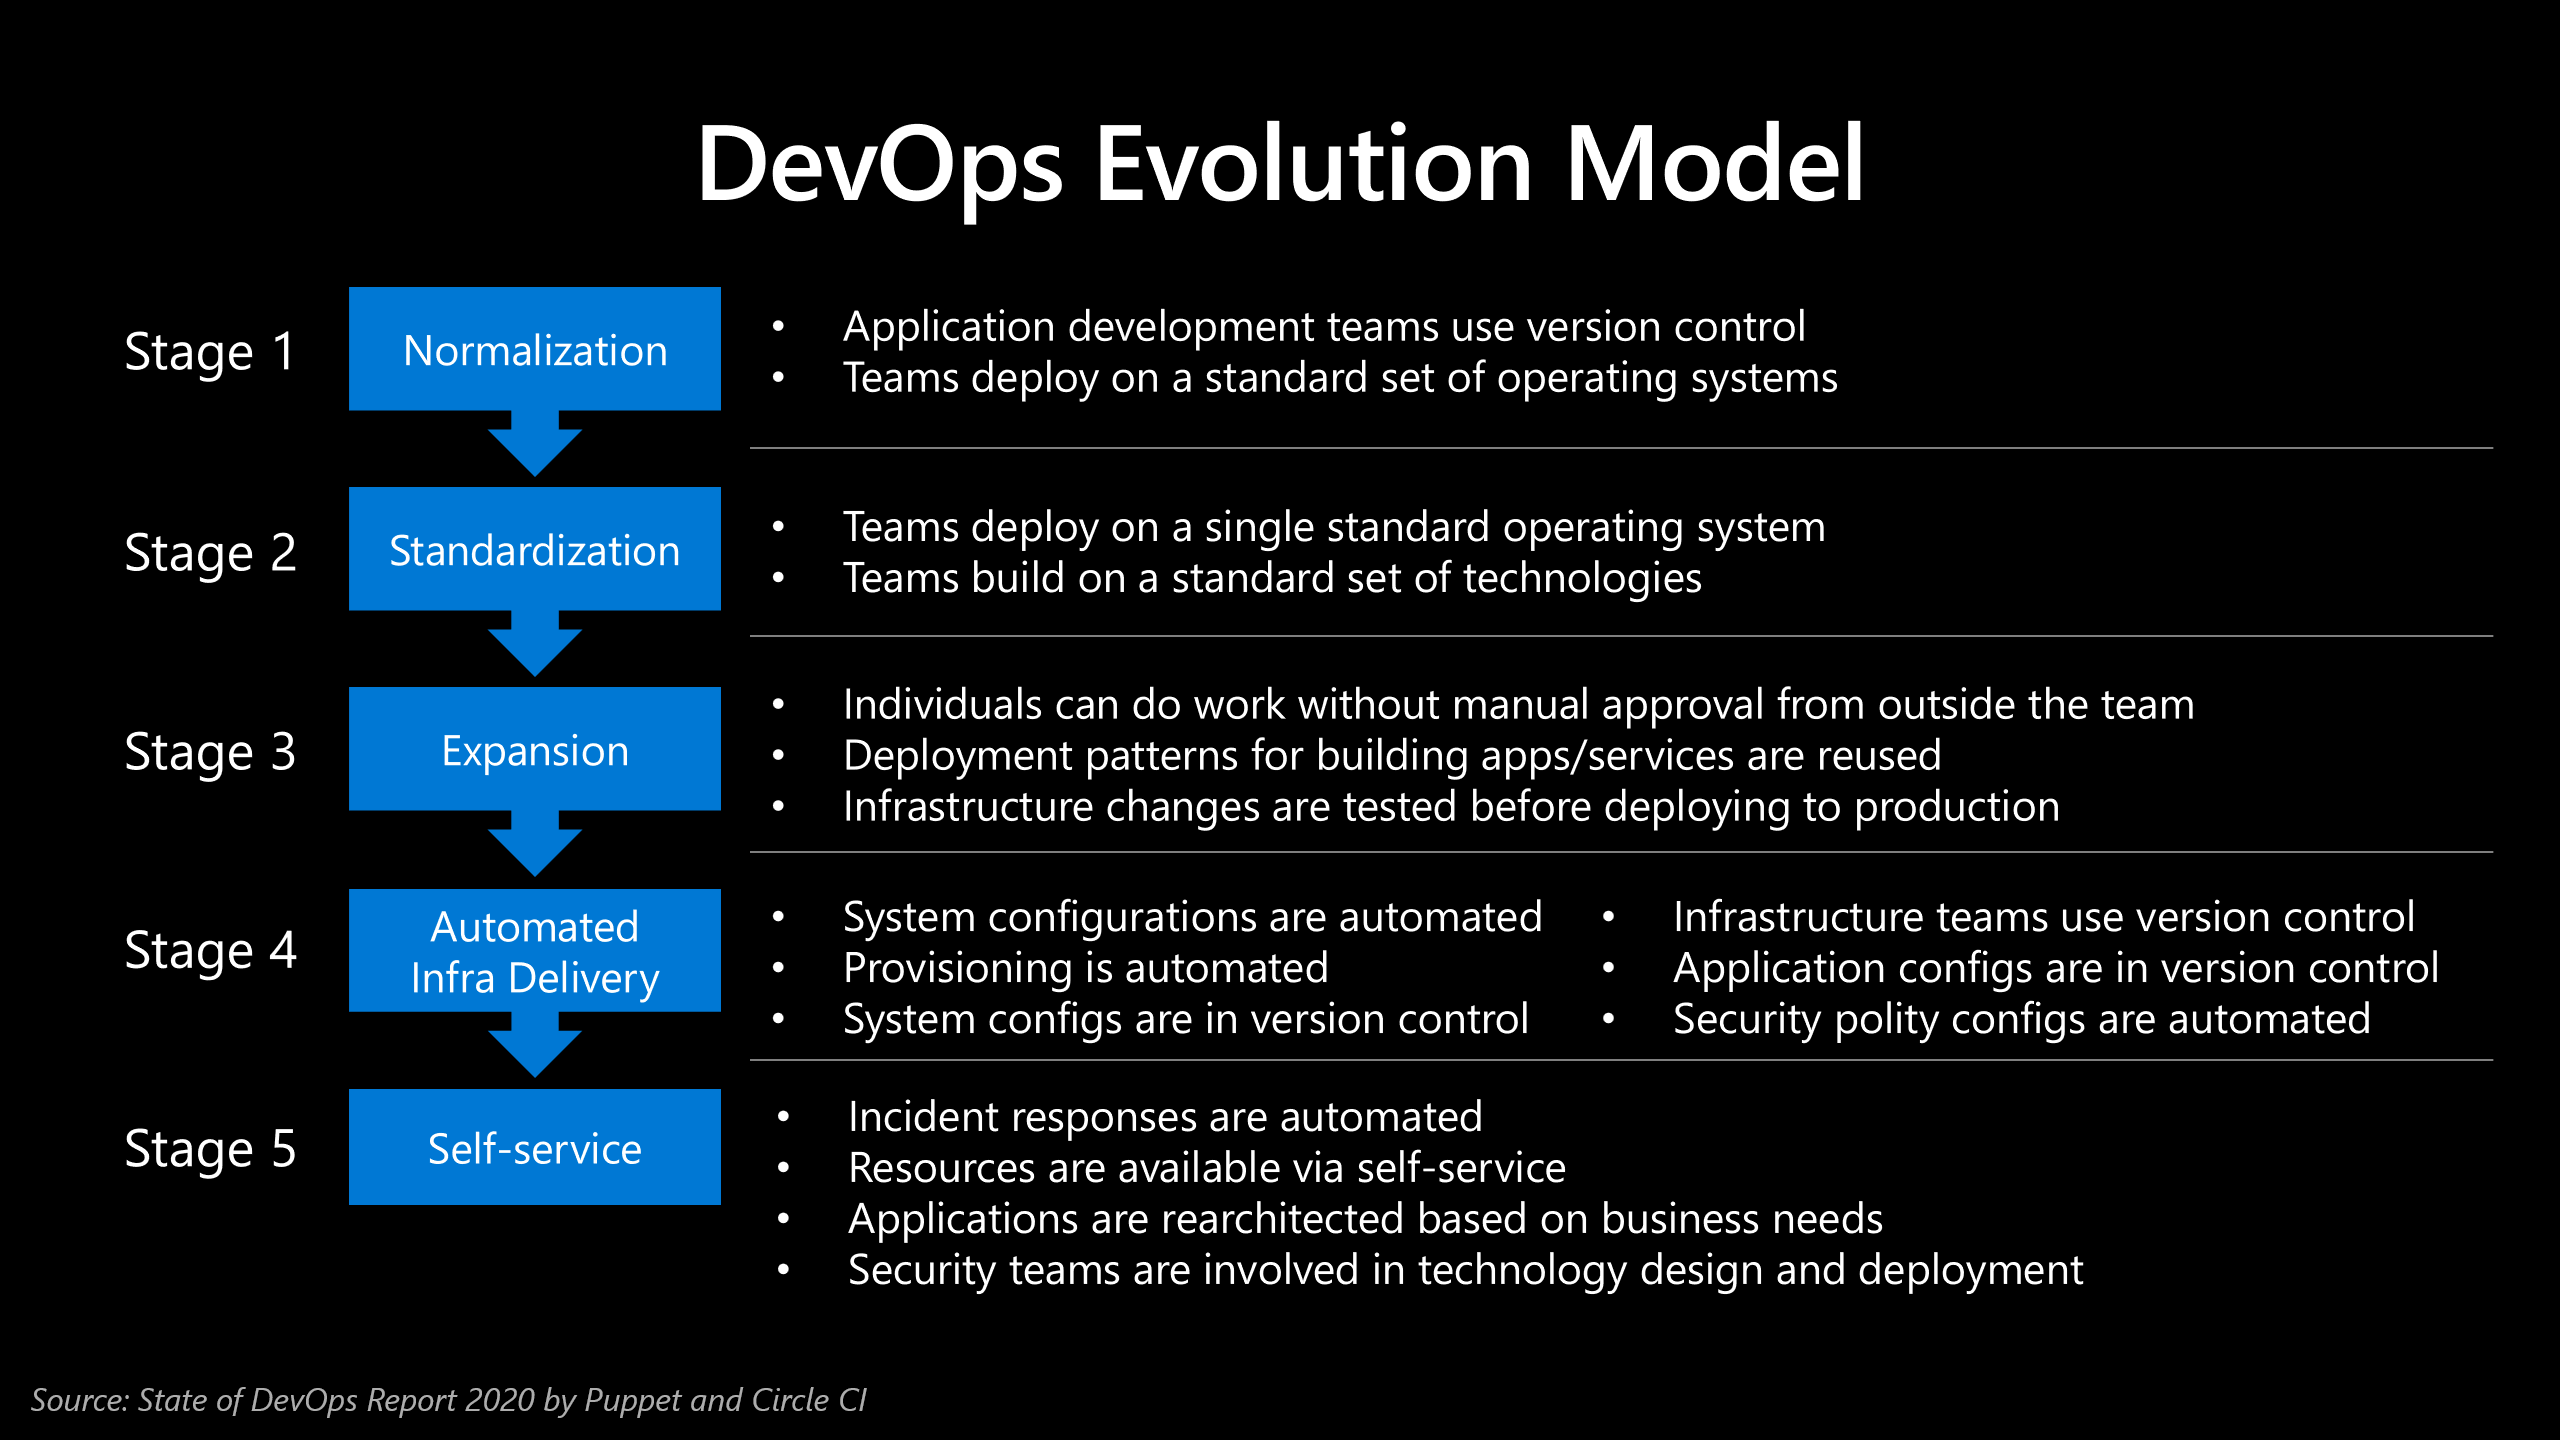 DevOps Evolution Model
Stage 1
Normalization
• Application development teams use version control
• Teams deploy on a standard set of operating systems
Stage 2
Standardization
• Teams deploy on a single standard operating system
• Teams build on a standard set of technologies
Stage 3
Expansion
• Individuals can do work without manual approval from outside the team
• Deployment patterns for building apps/services are reused
• Infrastructure changes are tested before deploying to production
Stage 4
Automated
Infra Delivery
• System configurations are automated
• Provisioning is automated
• System configs are in version control
• Infrastructure teams use version control
• Application configs are in version control
• Security polity configs are automated
Stage 5
Self-service
• Incident responses are automated
• Resources are available via self-service
• Applications are rearchitected based on business needs
• Security teams are involved in technology design and deployment
Source: State of DevOps Report 2020 by Puppet and Circle CI